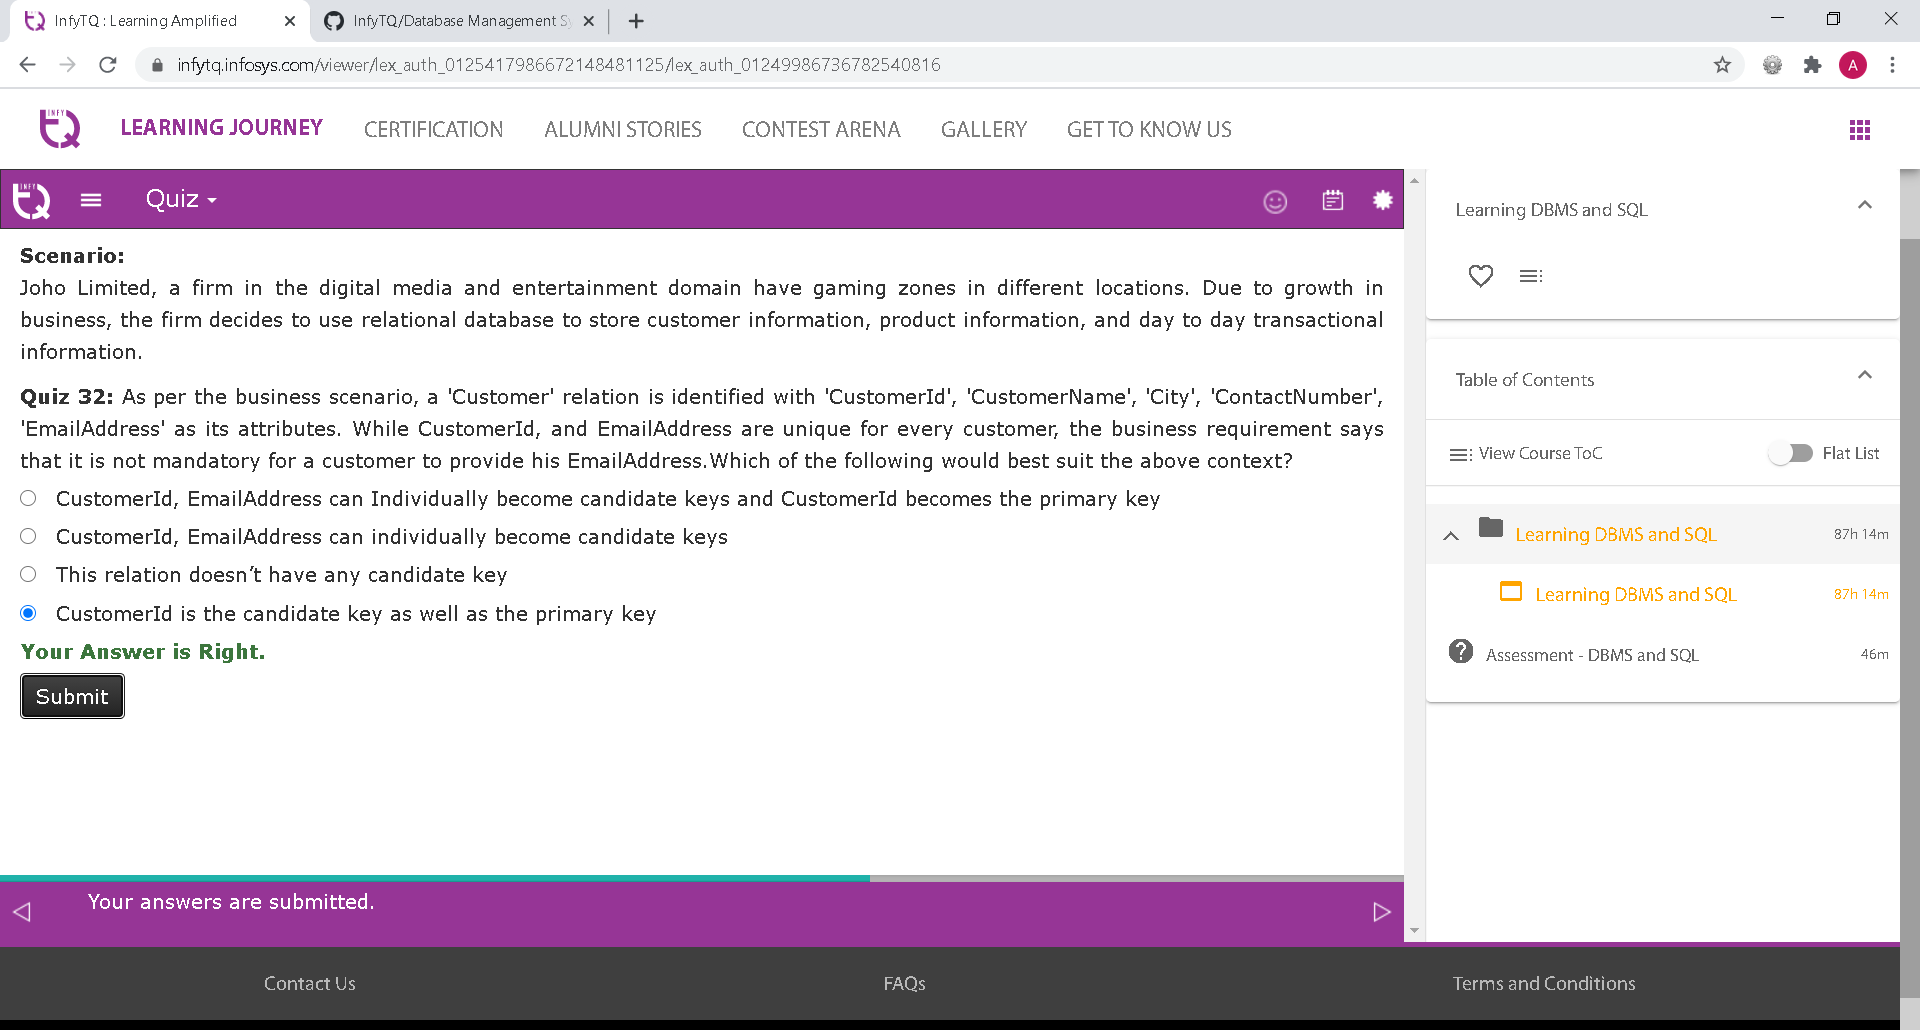 InfyTQ : Learning Amplified
InfyTQ/Database Management Sy
infytq.infosys.com/viewer/lex_auth_0125417986672148481125/lex_auth_01249986736782540816
A
INFY
TQ
LEARNING JOURNEY
CERTIFICATION
ALUMNI STORIES
CONTEST ARENA
GALLERY
GET TO KNOW US
INFY
TQ
Quiz
Scenario:
Joho Limited, a firm in the digital media and entertainment domain have gaming zones in different locations. Due to growth in
business, the firm decides to use relational database to store customer information, product information, and day to day transactional
information.
Quiz 32: As per the business scenario, a 'Customer' relation is identified with 'CustomerId', 'CustomerName', 'City', 'ContactNumber',
'EmailAddress' as its attributes. While CustomerId, and EmailAddress are unique for every customer, the business requirement says
that it is not mandatory for a customer to provide his EmailAddress.Which of the following would best suit the above context?
CustomerId, EmailAddress can Individually become candidate keys and CustomerId becomes the primary key
CustomerId, EmailAddress can individually become candidate keys
This relation doesn’t have any candidate key
CustomerId is the candidate key as well as the primary key
Your Answer is Right.
Submit
Your answers are submitted.
Learning DBMS and SQL
Table of Contents
View Course ToC
Flat List
Learning DBMS and SQL
87h 14m
Learning DBMS and SQL
87h 14m
Assessment - DBMS and SQL
46m
Contact Us
FAQs
Terms and Conditions